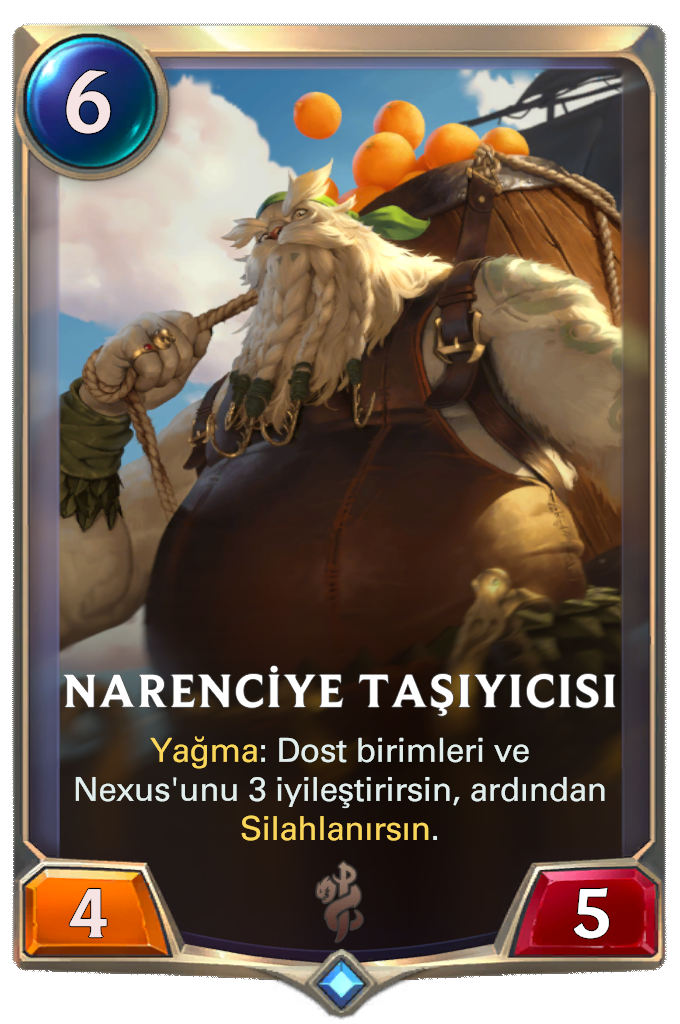 6
NARENCİYE TAŞIYICISI
Yağma: Dost birimleri ve
Nexus'unu 3 iyileştirirsin, ardından
Silahlanırsın.
4
5